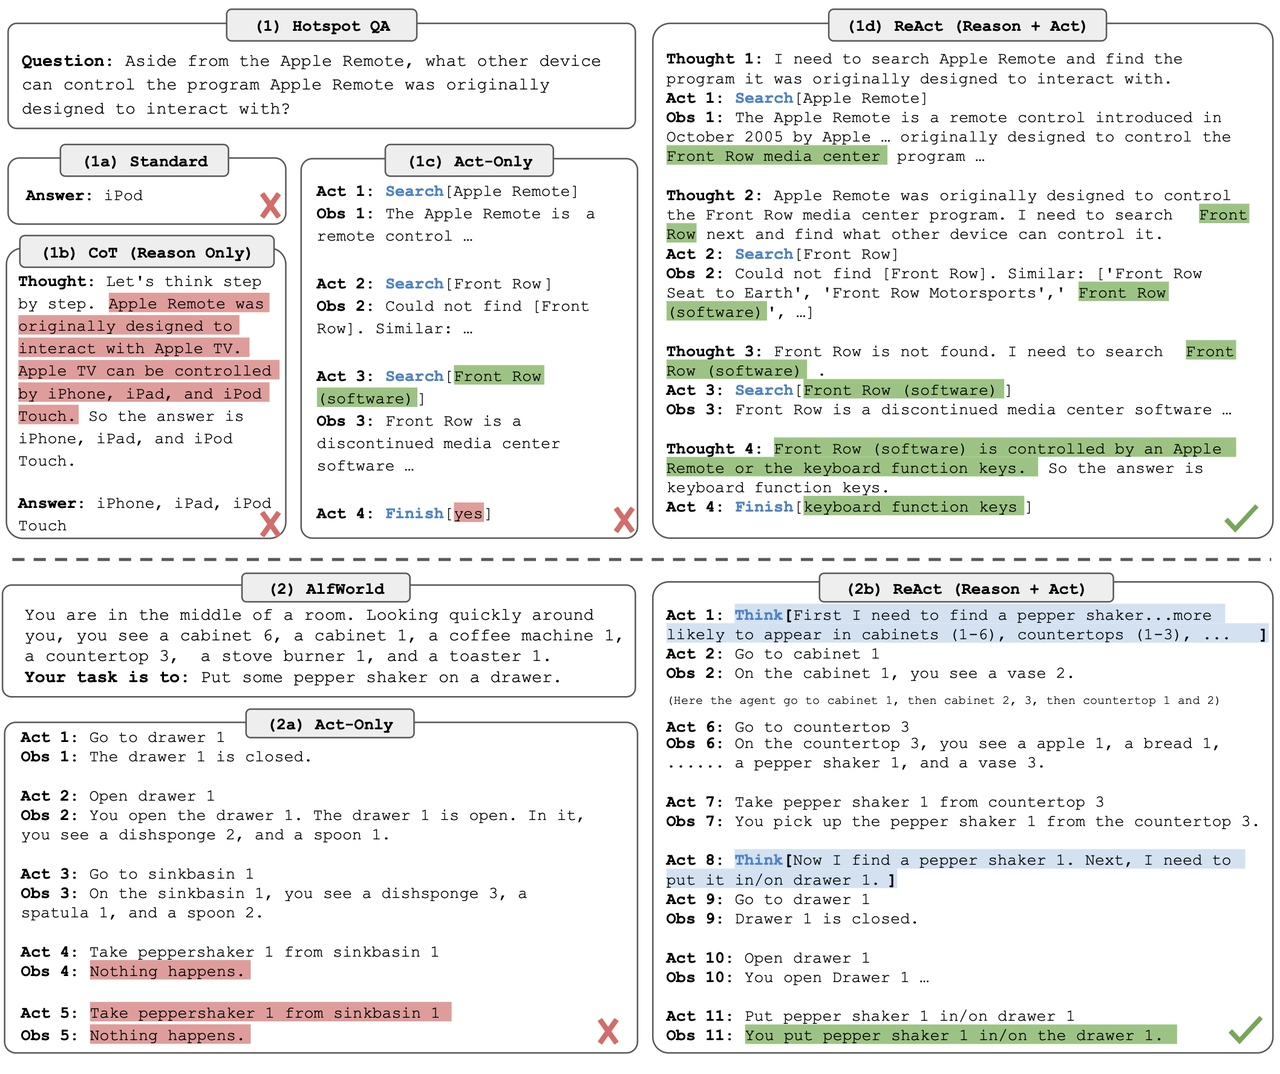 (1) Hotspot QA
Question: Aside from the Apple Remote, what other device
can control the program Apple Remote was originally
designed to interact with?
(1a) Standard
Answer: iPod
(1b) CoT (Reason Only)
Thought: Let's think step
by step. Apple Remote was
originally designed to
interact with Apple TV.
Apple TV can be controlled
by iPhone, iPad, and iPod
Touch. So the answer is
iPhone, iPad, and iPod
Touch.
Answer: iPhone, iPad, iPod
Touch
(1c) Act-Only
Act 1: Search[Apple Remote]
Obs 1: The Apple Remote is a
remote control …
Act 2: Search[Front Row]
Obs 2: Could not find [Front
Row]. Similar: …
Act 3: Search[Front Row
(software)]
Obs 3: Front Row is a
discontinued media center
software …
Act 4: Finish[yes]
(1d) ReAct (Reason + Act)
Thought 1: I need to search Apple Remote and find the
program it was originally designed to interact with.
Act 1: Search[Apple Remote]
Obs 1: The Apple Remote is a remote control introduced in
October 2005 by Apple … originally designed to control the
Front Row media center program …
Thought 2: Apple Remote was originally designed to control
the Front Row media center program. I need to search Front
Row next and find what other device can control it.
Act 2: Search[Front Row]
Obs 2: Could not find [Front Row]. Similar: ['Front Row
Seat to Earth', 'Front Row Motorsports',' Front Row
(software)', …]
Thought 3: Front Row is not found. I need to search Front
Row (software) .
Act 3: Search[Front Row (software)]
Obs 3: Front Row is a discontinued media center software …
Thought 4: Front Row (software) is controlled by an Apple
Remote or the keyboard function keys. So the answer is
keyboard function keys.
Act 4: Finish[keyboard function keys]
(2) AlfWorld
You are in the middle of a room. Looking quickly around
you, you see a cabinet 6, a cabinet 1, a coffee machine 1,
a countertop 3, a stove burner 1, and a toaster 1.
Your task is to: Put some pepper shaker on a drawer.
(2a) Act-Only
Act 1: Go to drawer 1
Obs 1: The drawer 1 is closed.
Act 2: Open drawer 1
Obs 2: You open the drawer 1. The drawer 1 is open. In it,
you see a dishsponge 2, and a spoon 1.
Act 3: Go to sinkbasin 1
Obs 3: On the sinkbasin 1, you see a dishsponge 3, a
spatula 1, and a spoon 2.
Act 4: Take peppershaker 1 from sinkbasin 1
Obs 4: Nothing happens.
Act 5: Take peppershaker 1 from sinkbasin 1
Obs 5: Nothing happens.
(2b) ReAct (Reason + Act)
Act 1: Think[First I need to find a pepper shaker...more
likely to appear in cabinets (1-6), countertops (1-3), ... ]
Act 2: Go to cabinet 1
Obs 2: On the cabinet 1, you see a vase 2.
(Here the agent go to cabinet 1, then cabinet 2, 3, then countertop 1 and 2)
Act 6: Go to countertop 3
Obs 6: On the countertop 3, you see a apple 1, a bread 1,
...... a pepper shaker 1, and a vase 3.
Act 7: Take pepper shaker 1 from countertop 3
Obs 7: You pick up the pepper shaker 1 from the countertop 3.
Act 8: Think[Now I find a pepper shaker 1. Next, I need to
put it in/on drawer 1. ]
Act 9: Go to drawer 1
Obs 9: Drawer 1 is closed.
Act 10: Open drawer 1
Obs 10: You open Drawer 1 …
Act 11: Put pepper shaker 1 in/on drawer 1
Obs 11: You put pepper shaker 1 in/on the drawer 1.